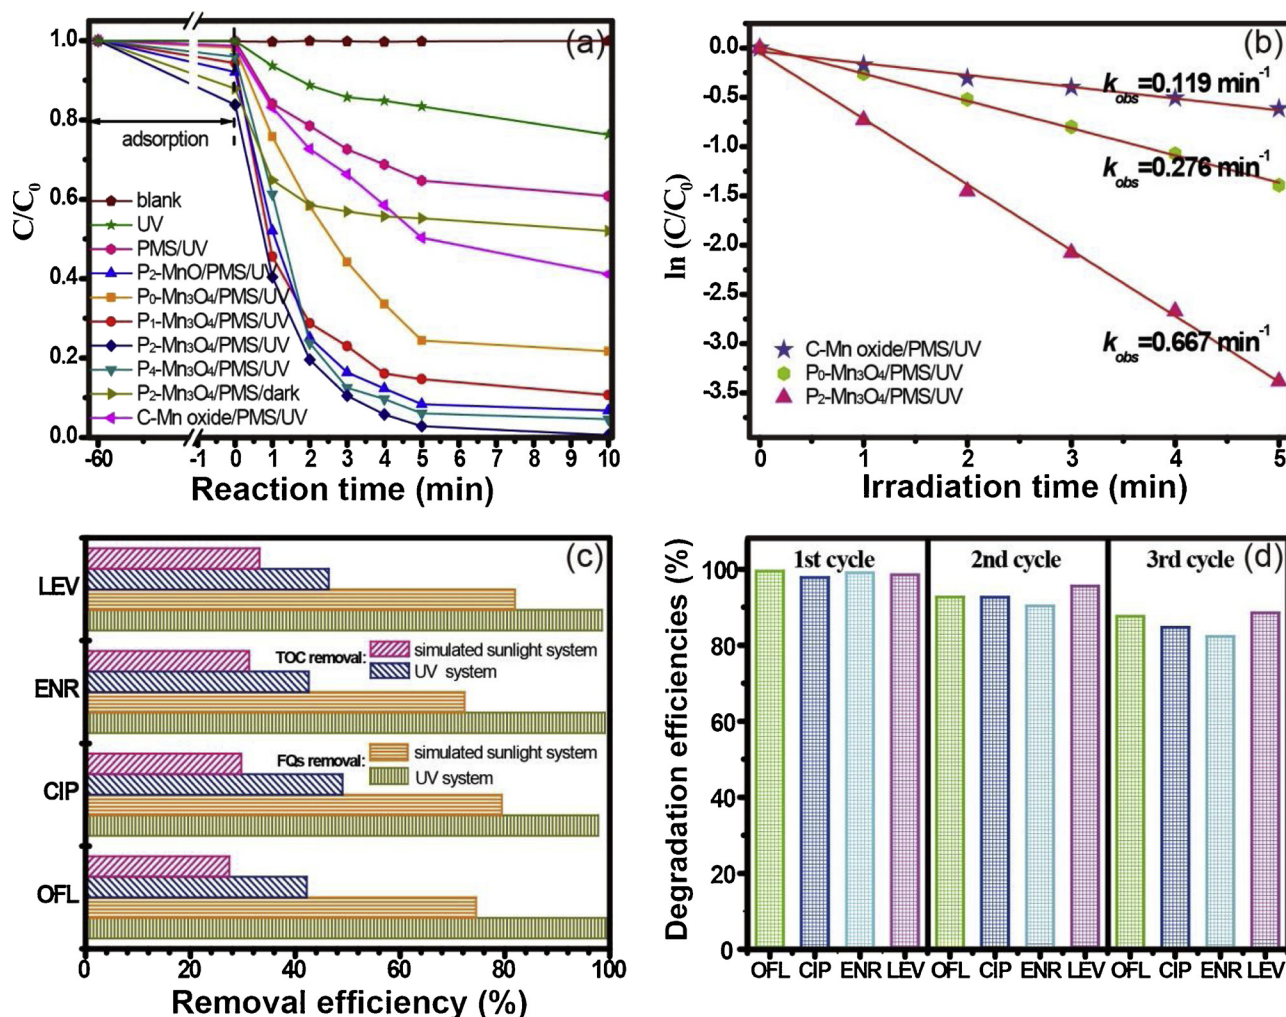 (a)
C/C0
1.0
0.8
0.6
0.4
0.2
0.0
adsorption
blank
UV
PMS/UV
P2-MnO/PMS/UV
P0-Mn3O4/PMS/UV
P1-Mn3O4/PMS/UV
P2-Mn3O4/PMS/UV
P4-Mn3O4/PMS/UV
P2-Mn3O4/PMS/dark
C-Mn oxide/PMS/UV
-60 -1 0 1 2 3 4 5 9 10
Reaction time (min)
(b)
ln (C/C0)
0.0
-0.5
-1.0
-1.5
-2.0
-2.5
-3.0
-3.5
kobs=0.119 min-1
kobs=0.276 min-1
kobs=0.667 min-1
C-Mn oxide/PMS/UV
P0-Mn3O4/PMS/UV
P2-Mn3O4/PMS/UV
0 1 2 3 4 5
Irradiation time (min)
(c)
LEV
ENR
CIP
OFL
TOC removal: simulated sunlight system
UV system
FQs removal: simulated sunlight system
UV system
0 20 40 60 80 100
Removal efficiency (%)
(d)
Degradation efficiencies (%)
100
80
60
40
20
0
1st cycle 2nd cycle 3rd cycle
OFL CIP ENR LEV OFL CIP ENR LEV OFL CIP ENR LEV